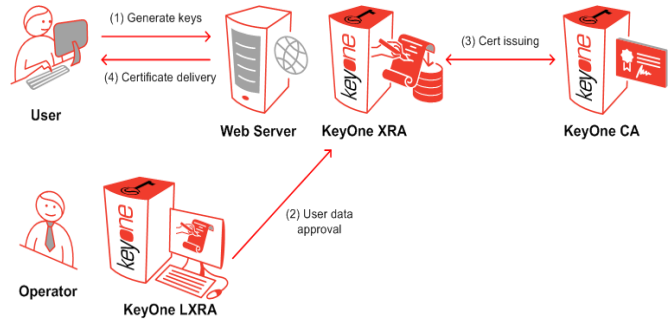 (1) Generate keys
(4) Certificate delivery
User
Web Server
keyone
KeyOne XRA
(3) Cert issuing
keyone
KeyOne CA
(2) User data
approval
Operator
keyone
KeyOne LXRA